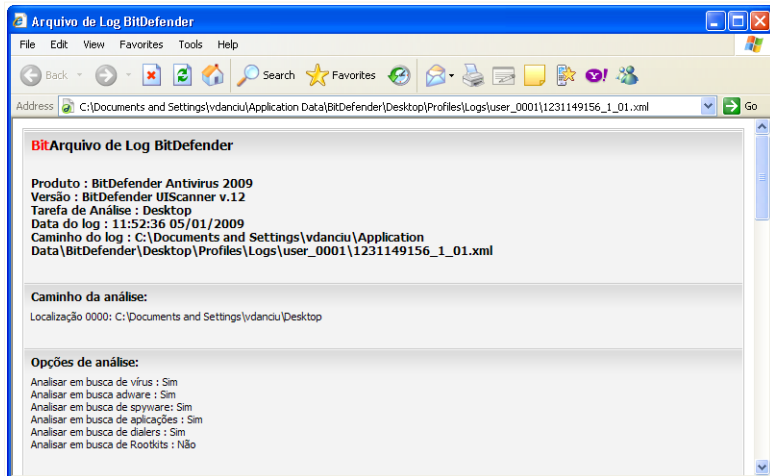 Arquivo de Log BitDefender
File Edit View Favorites Tools Help
Back Search Favorites
Address C:\Documents and Settings\vdanciu\Application Data\BitDefender\Desktop\Profiles\Logs\user_0001\1231149156_1_01.xml Go
BitArquivo de Log BitDefender
Produto : BitDefender Antivirus 2009
Versão : BitDefender UIScanner v.12
Tarefa de Análise : Desktop
Data do log : 11:52:36 05/01/2009
Caminho do log : C:\Documents and Settings\vdanciu\Application
Data\BitDefender\Desktop\Profiles\Logs\user_0001\1231149156_1_01.xml
Caminho da análise:
Localização 0000: C:\Documents and Settings\vdanciu\Desktop
Opções de análise:
Analisar em busca de vírus : Sim
Analisar em busca adware : Sim
Analisar em busca de spyware: Sim
Analisar em busca de aplicações : Sim
Analisar em busca de dialers : Sim
Analisar em busca de Rootkits : Não